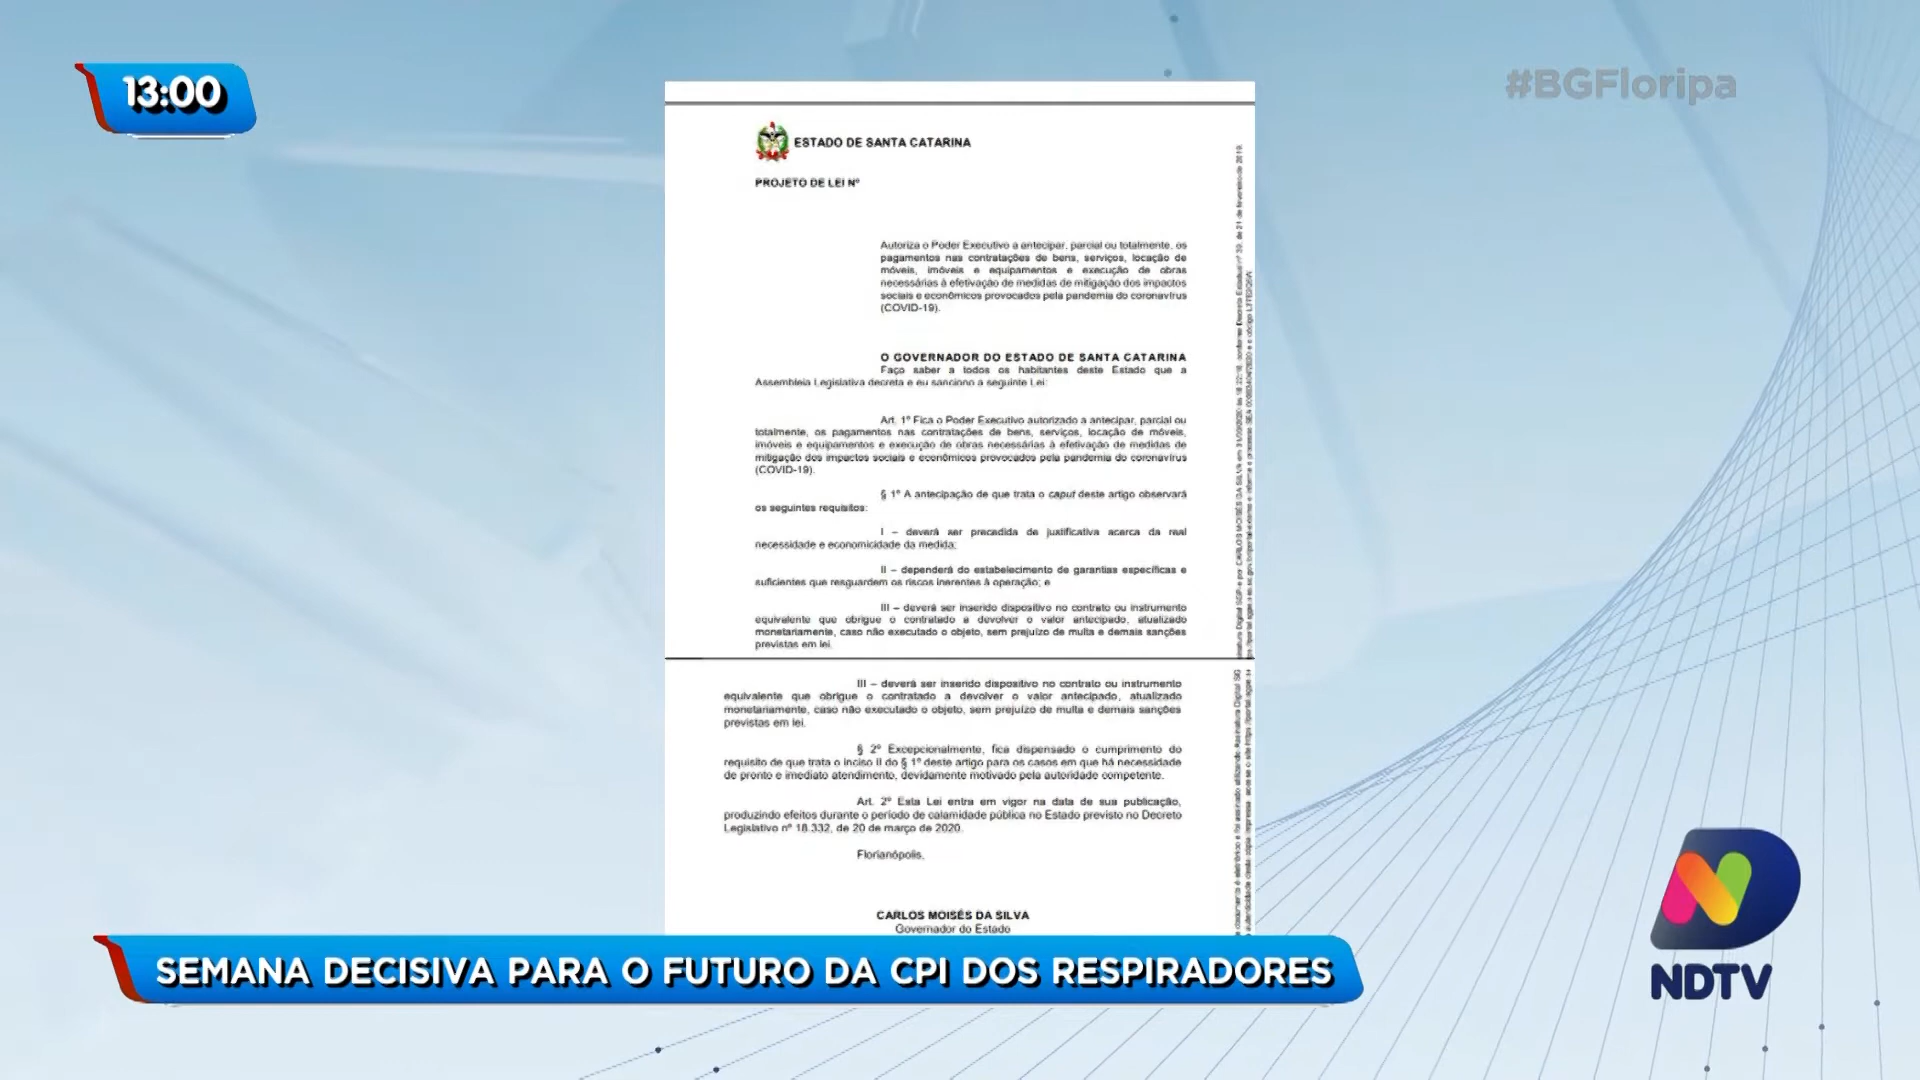 13:00
#BGFloripa
ESTADO DE SANTA CATARINA
PROJETO DE LEI Nº
Autoriza o Poder Executivo a antecipar, parcial ou totalmente, os
pagamentos nas contratações de bens, serviços, locação de
móveis, imóveis e equipamentos e execução de obras
necessárias à efetivação de medidas de mitigação dos impactos
sociais e econômicos provocados pela pandemia do coronavírus
(COVID-19).
O GOVERNADOR DO ESTADO DE SANTA CATARINA
Faço saber a todos os habitantes deste Estado que a
Assembleia Legislativa decreta e eu sanciono a seguinte Lei:
Art. 1º Fica o Poder Executivo autorizado a antecipar, parcial ou
totalmente, os pagamentos nas contratações de bens, serviços, locação de móveis,
imóveis e equipamentos e execução de obras necessárias à efetivação de medidas de
mitigação dos impactos sociais e econômicos provocados pela pandemia do coronavírus
(COVID-19).
§ 1º A antecipação de que trata o caput deste artigo observará
os seguintes requisitos:
I – deverá ser precedida de justificativa acerca da real
necessidade e economicidade da medida;
II – dependerá do estabelecimento de garantias específicas e
suficientes que resguardem os riscos inerentes à operação; e
III – deverá ser inserido dispositivo no contrato ou instrumento
equivalente que obrigue o contratado a devolver o valor antecipado, atualizado
monetariamente, caso não executado o objeto, sem prejuízo de multa e demais sanções
previstas em lei.
III – deverá ser inserido dispositivo no contrato ou instrumento
equivalente que obrigue o contratado a devolver o valor antecipado, atualizado
monetariamente, caso não executado o objeto, sem prejuízo de multa e demais sanções
previstas em lei.
§ 2º Excepcionalmente, fica dispensado o cumprimento do
requisito de que trata o inciso II do § 1º deste artigo para os casos em que há necessidade
de pronto e imediato atendimento, devidamente motivado pela autoridade competente.
Art. 2º Esta Lei entra em vigor na data de sua publicação,
produzindo efeitos durante o período de calamidade pública no Estado previsto no Decreto
Legislativo nº 18.332, de 20 de março de 2020.
Florianópolis,
CARLOS MOISÉS DA SILVA
Governador do Estado
SEMANA DECISIVA PARA O FUTURO DA CPI DOS RESPIRADORES
NDTV